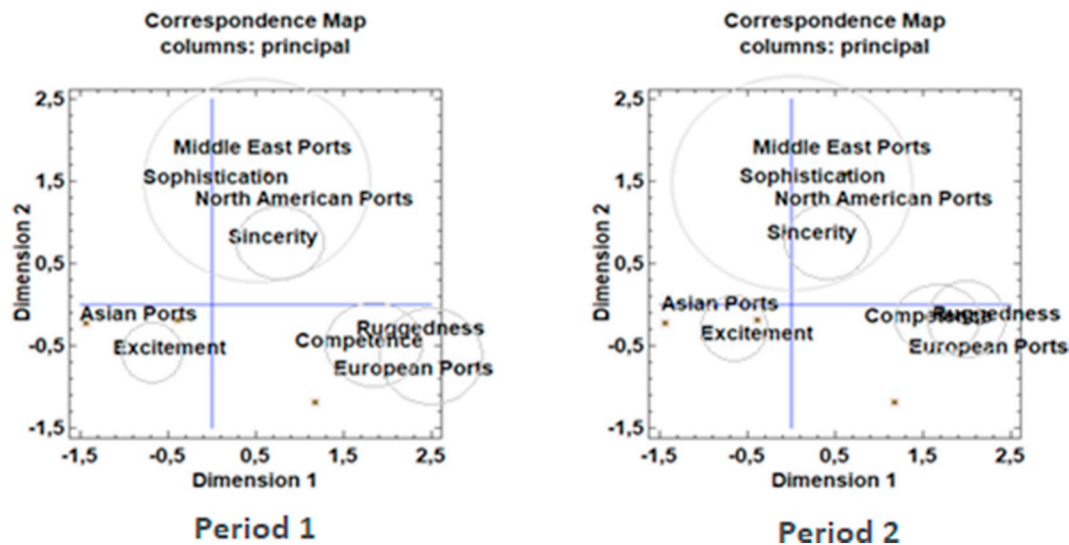 Correspondence Map
columns: principal
2,5
1,5
0,5
-0,5
-1,5
Dimension 2
Middle East Ports
Sophistication
North American Ports
Sincerity
Asian Ports
Excitement
Ruggedness
Competence
European Ports
-1,5 -0,5 0,5 1,5 2,5
Dimension 1
Period 1
Correspondence Map
columns: principal
2,5
1,5
0,5
-0,5
-1,5
Dimension 2
Middle East Ports
Sophistication
North American Ports
Sincerity
Asian Ports
Excitement
Competence
Ruggedness
European Ports
-1,5 -0,5 0,5 1,5 2,5
Dimension 1
Period 2